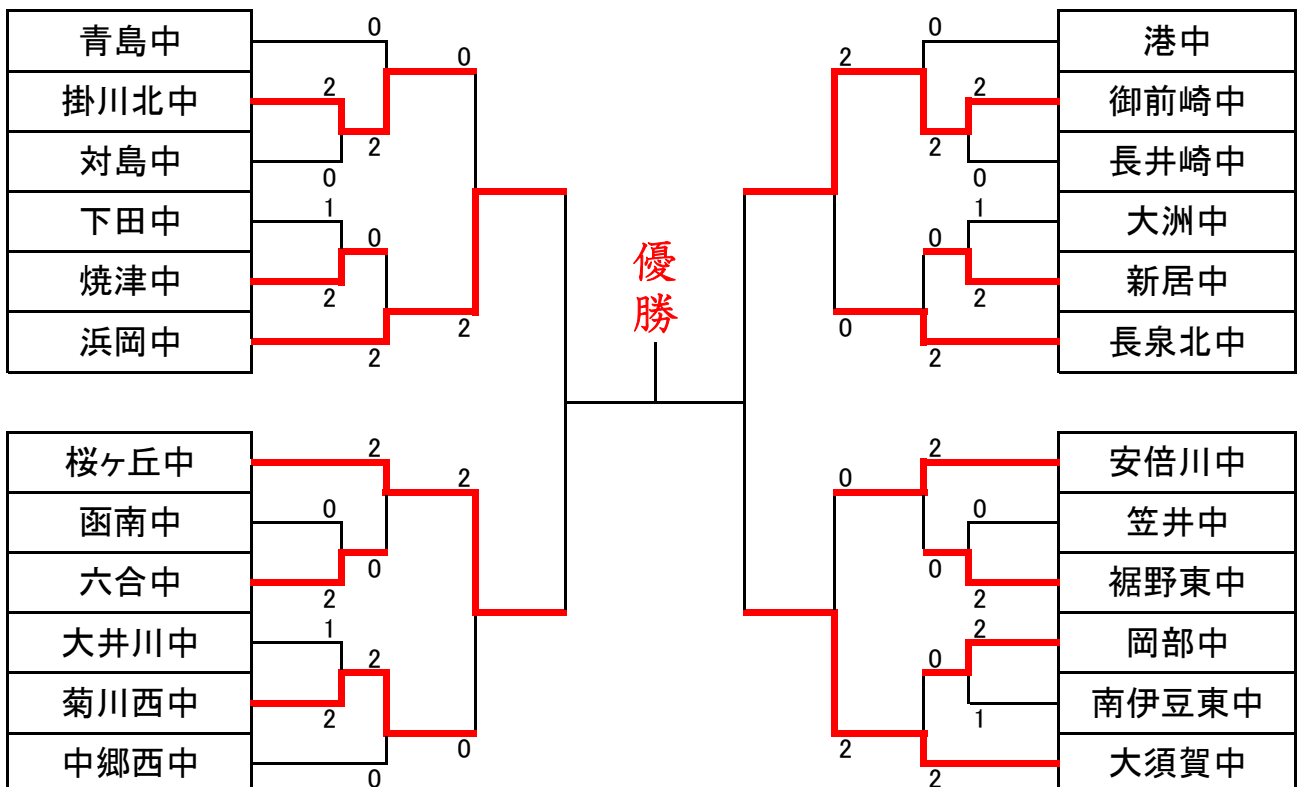 青島中
掛川北中
対島中
下田中
焼津中
浜岡中
0
2
0
2
0
1
0
2
2
0
2
桜ヶ丘中
函南中
六合中
大井川中
菊川西中
中郷西中
2
2
0
0
2
1
2
2
0
0
優勝
2
0
2
2
0
1
0
2
0
2
港中
御前崎中
長井崎中
大洲中
新居中
長泉北中
2
0
0
0
2
2
0
1
2
2
安倍川中
笠井中
裾野東中
岡部中
南伊豆東中
大須賀中